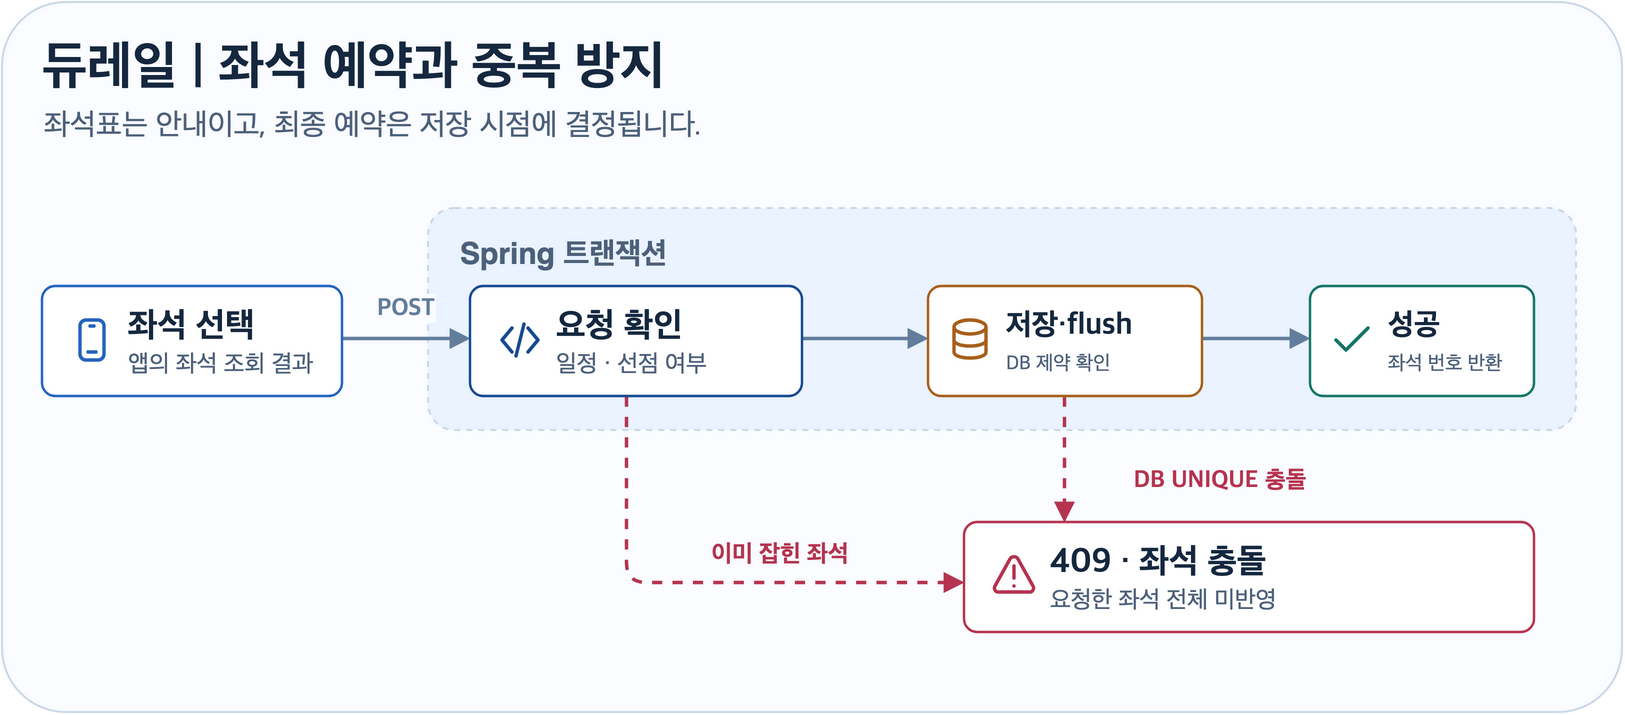 듀레일 | 좌석 예약과 중복 방지
좌석표는 안내이고, 최종 예약은 저장 시점에 결정됩니다.
Spring 트랜잭션
좌석 선택
앱의 좌석 조회 결과
POST
요청 확인
일정 · 선점 여부
저장·flush
DB 제약 확인
성공
좌석 번호 반환
DB UNIQUE 충돌
이미 잡힌 좌석
409 · 좌석 충돌
요청한 좌석 전체 미반영